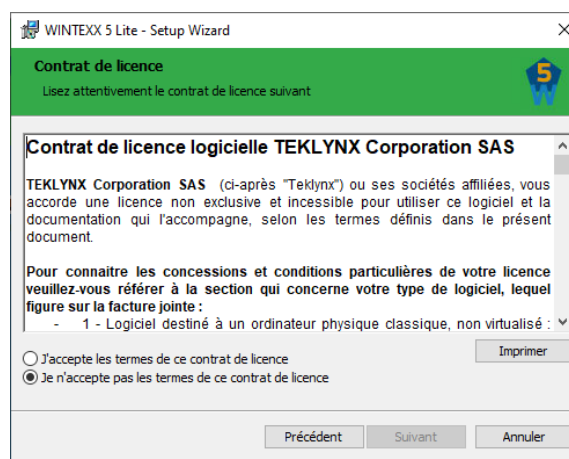 WINTEXX 5 Lite - Setup Wizard
Contrat de licence
Lisez attentivement le contrat de licence suivant
5
W
Contrat de licence logicielle TEKLYNX Corporation SAS
TEKLYNX Corporation SAS (ci-après "Teklynx") ou ses sociétés affiliées, vous
accorde une licence non exclusive et incessible pour utiliser ce logiciel et la
documentation qui l'accompagne, selon les termes définis dans le présent
document.
Pour connaitre les concessions et conditions particulières de votre licence
veuillez-vous référer à la section qui concerne votre type de logiciel, lequel
figure sur la facture jointe :
- 1 - Logiciel destiné à un ordinateur physique classique, non virtualisé :
J'accepte les termes de ce contrat de licence
Imprimer
Je n'accepte pas les termes de ce contrat de licence
Précédent
Suivant
Annuler